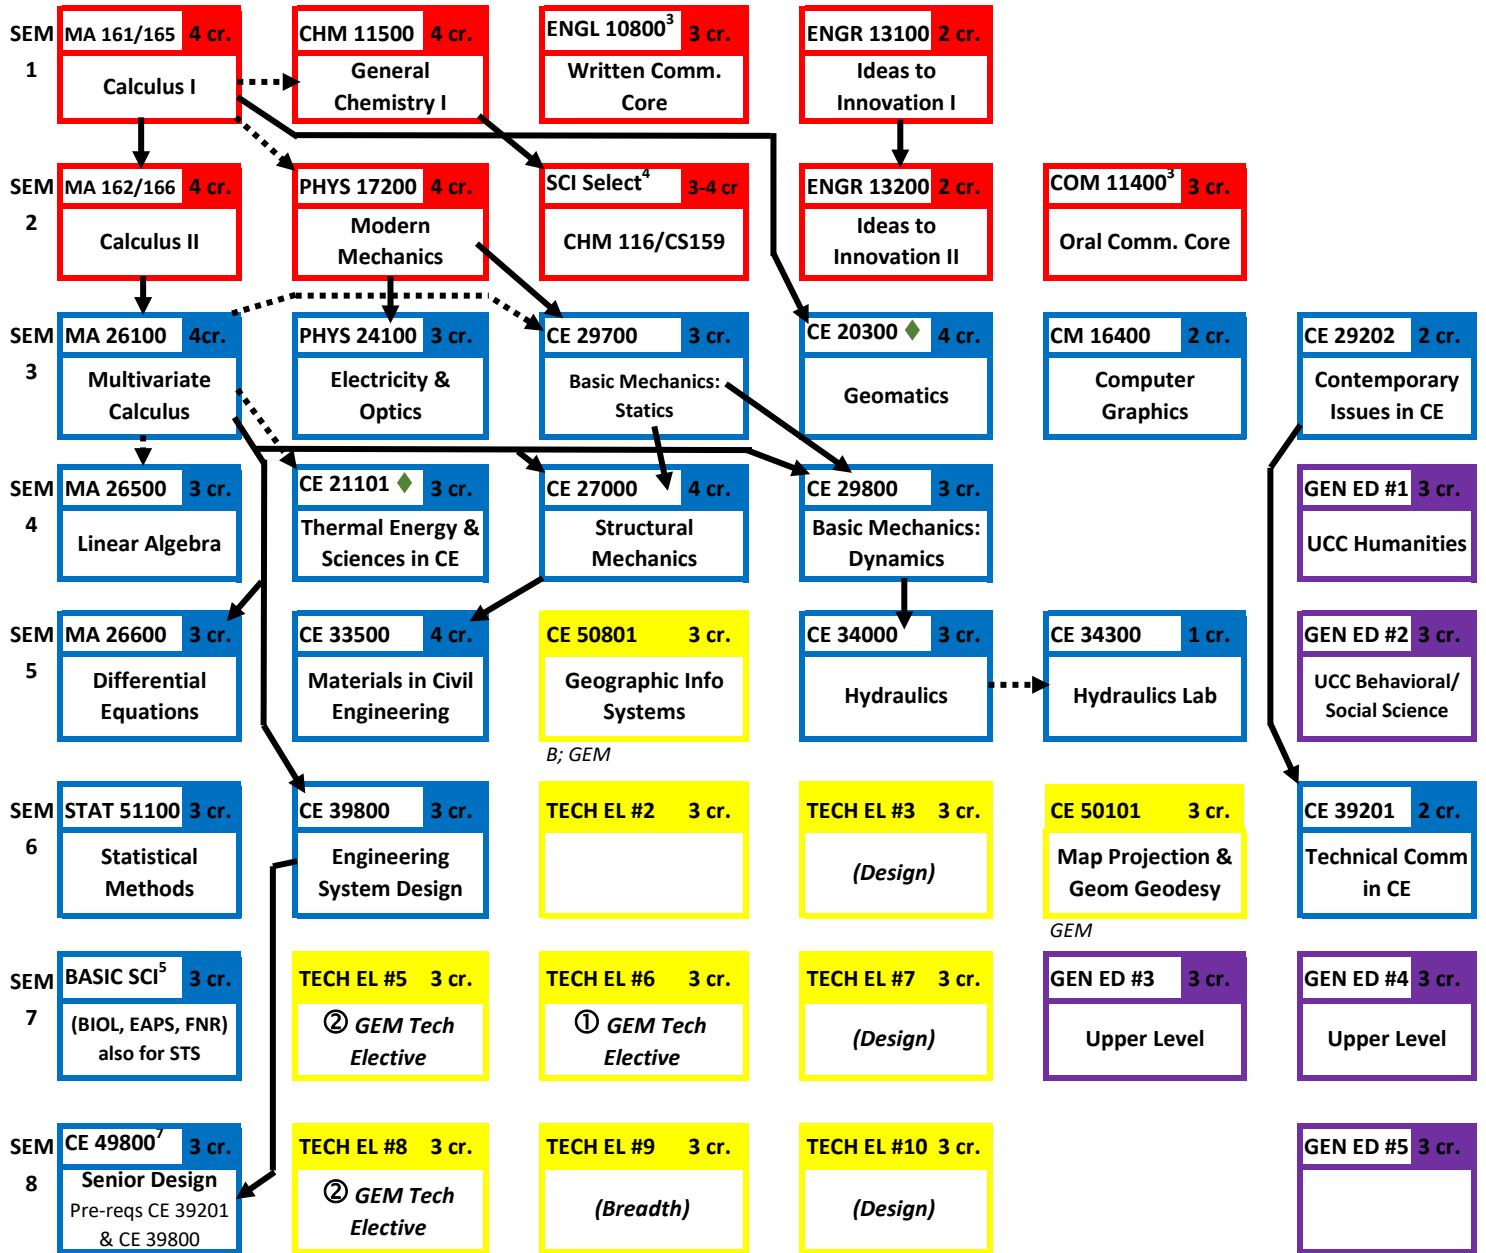 SEM 1
MA 161/165 4 cr.
Calculus I
CHM 11500 4 cr.
General
Chemistry I
ENGL 10800³ 3 cr.
Written Comm.
Core
ENGR 13100 2 cr.
Ideas to
Innovation I
SEM 2
MA 162/166 4 cr.
Calculus II
PHYS 17200 4 cr.
Modern
Mechanics
SCI Select⁴ 3-4 cr
CHM 116/CS159
ENGR 13200 2 cr.
Ideas to
Innovation II
COM 11400³ 3 cr.
Oral Comm. Core
SEM 3
MA 26100 4cr.
Multivariate
Calculus
PHYS 24100 3 cr.
Electricity &
Optics
CE 29700 3 cr.
Basic Mechanics:
Statics
CE 20300 ♦ 4 cr.
Geomatics
CM 16400 2 cr.
Computer
Graphics
CE 29202 2 cr.
Contemporary
Issues in CE
SEM 4
MA 26500 3 cr.
Linear Algebra
CE 21101 ♦ 3 cr.
Thermal Energy &
Sciences in CE
CE 27000 4 cr.
Structural
Mechanics
CE 29800 3 cr.
Basic Mechanics:
Dynamics
GEN ED #1 3 cr.
UCC Humanities
SEM 5
MA 26600 3 cr.
Differential
Equations
CE 33500 4 cr.
Materials in Civil
Engineering
CE 50801 3 cr.
Geographic Info
Systems
B; GEM
CE 34000 3 cr.
Hydraulics
CE 34300 1 cr.
Hydraulics Lab
GEN ED #2 3 cr.
UCC Behavioral/
Social Science
SEM 6
STAT 51100 3 cr.
Statistical
Methods
CE 39800 3 cr.
Engineering
System Design
TECH EL #2 3 cr.
TECH EL #3 3 cr.
(Design)
CE 50101 3 cr.
Map Projection &
Geom Geodesy
GEM
CE 39201 2 cr.
Technical Comm
in CE
SEM 7
BASIC SCI⁵ 3 cr.
(BIOL, EAPS, FNR)
also for STS
TECH EL #5 3 cr.
② GEM Tech
Elective
TECH EL #6 3 cr.
① GEM Tech
Elective
TECH EL #7 3 cr.
(Design)
GEN ED #3 3 cr.
Upper Level
GEN ED #4 3 cr.
Upper Level
SEM 8
CE 49800⁷ 3 cr.
Senior Design
Pre-reqs CE 39201
& CE 39800
TECH EL #8 3 cr.
② GEM Tech
Elective
TECH EL #9 3 cr.
(Breadth)
TECH EL #10 3 cr.
(Design)
GEN ED #5 3 cr.